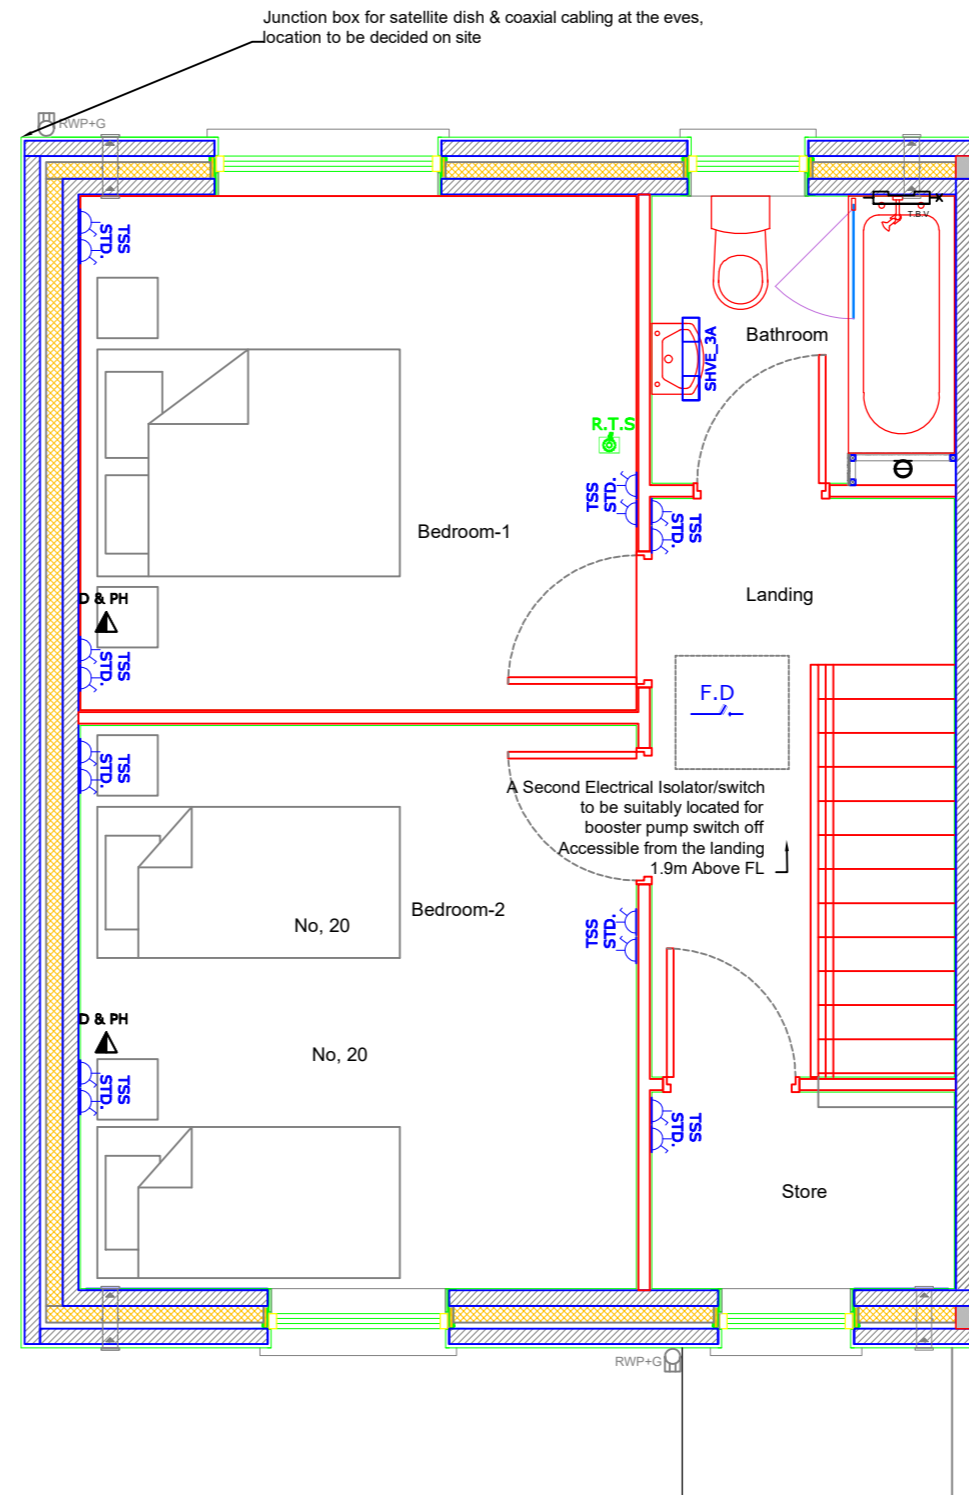 Junction box for satellite dish & coaxial cabling at the eves,
location to be decided on site
RWP+G
TSS
STD.
T.B.V
X
Bathroom
SHVE_3A
R.T.S
TSS
STD.
TSS
STD.
Bedroom-1
Landing
D & PH
TSS
STD.
F.D
TSS
STD.
A Second Electrical Isolator/switch
to be suitably located for
booster pump switch off
Accessible from the landing
1.9m Above FL
Bedroom-2
No, 20
TSS
STD.
D & PH
No, 20
TSS
STD.
TSS
STD.
Store
RWP+G